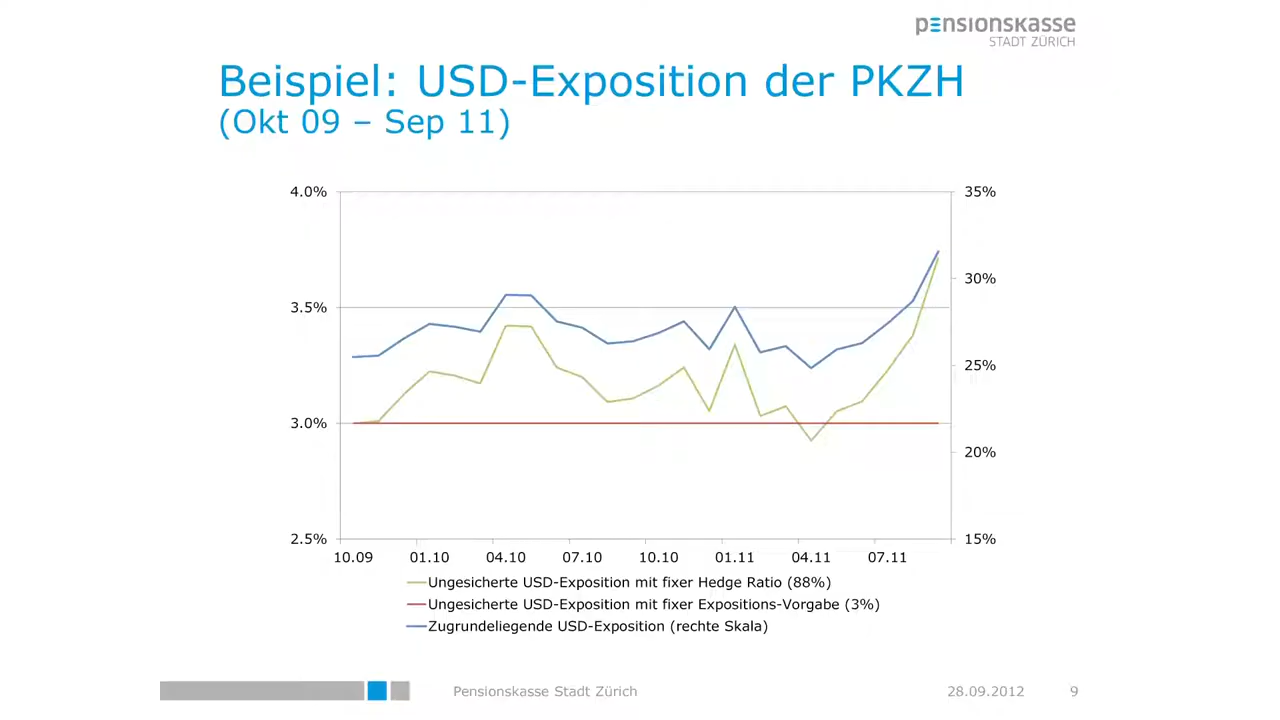 pensionskasse
STADT ZÜRICH
Beispiel: USD-Exposition der PKZH
(Okt 09 – Sep 11)
4.0%
3.5%
3.0%
2.5%
35%
30%
25%
20%
15%
10.09 01.10 04.10 07.10 10.10 01.11 04.11 07.11
Ungesicherte USD-Exposition mit fixer Hedge Ratio (88%)
Ungesicherte USD-Exposition mit fixer Expositions-Vorgabe (3%)
Zugrundeliegende USD-Exposition (rechte Skala)
Pensionskasse Stadt Zürich 28.09.2012 9